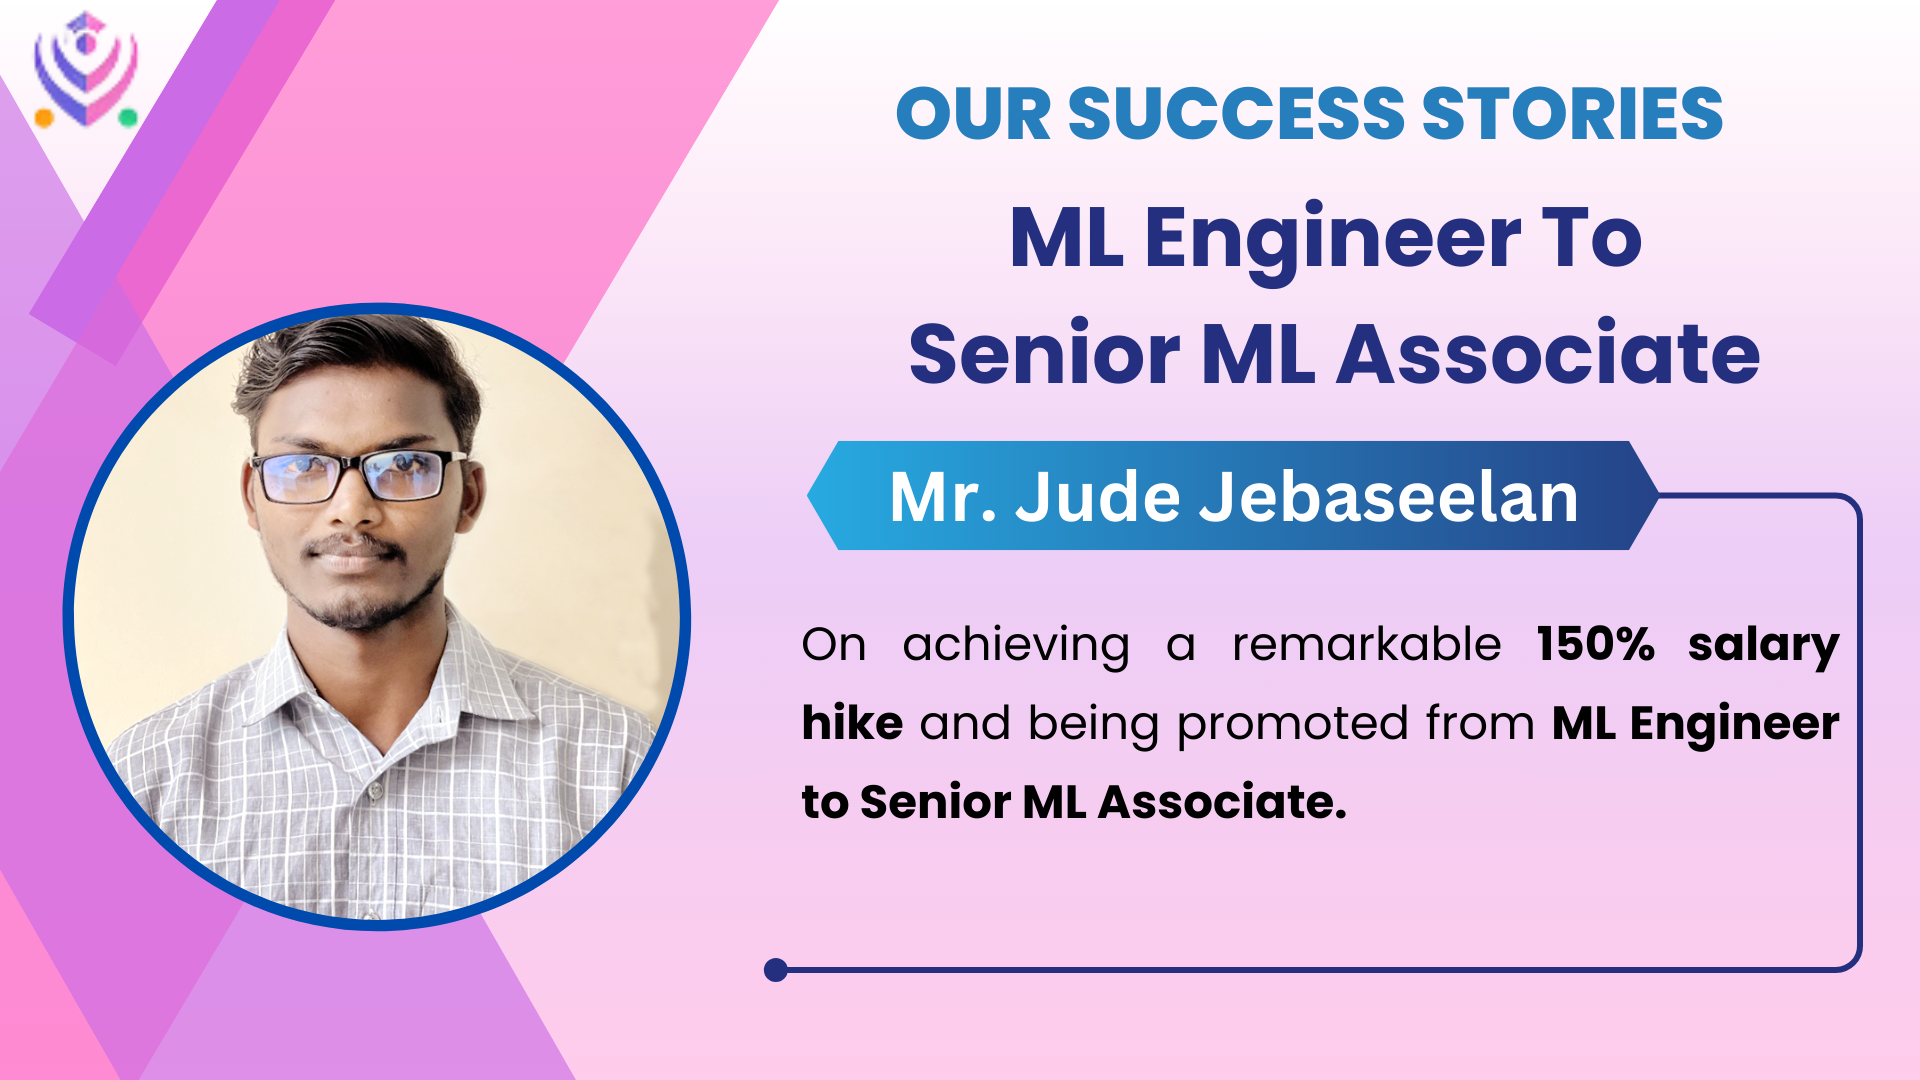 OUR SUCCESS STORIES
ML Engineer To
Senior ML Associate
Mr. Jude Jebaseelan
On achieving a remarkable 150% salary
hike and being promoted from ML Engineer
to Senior ML Associate.